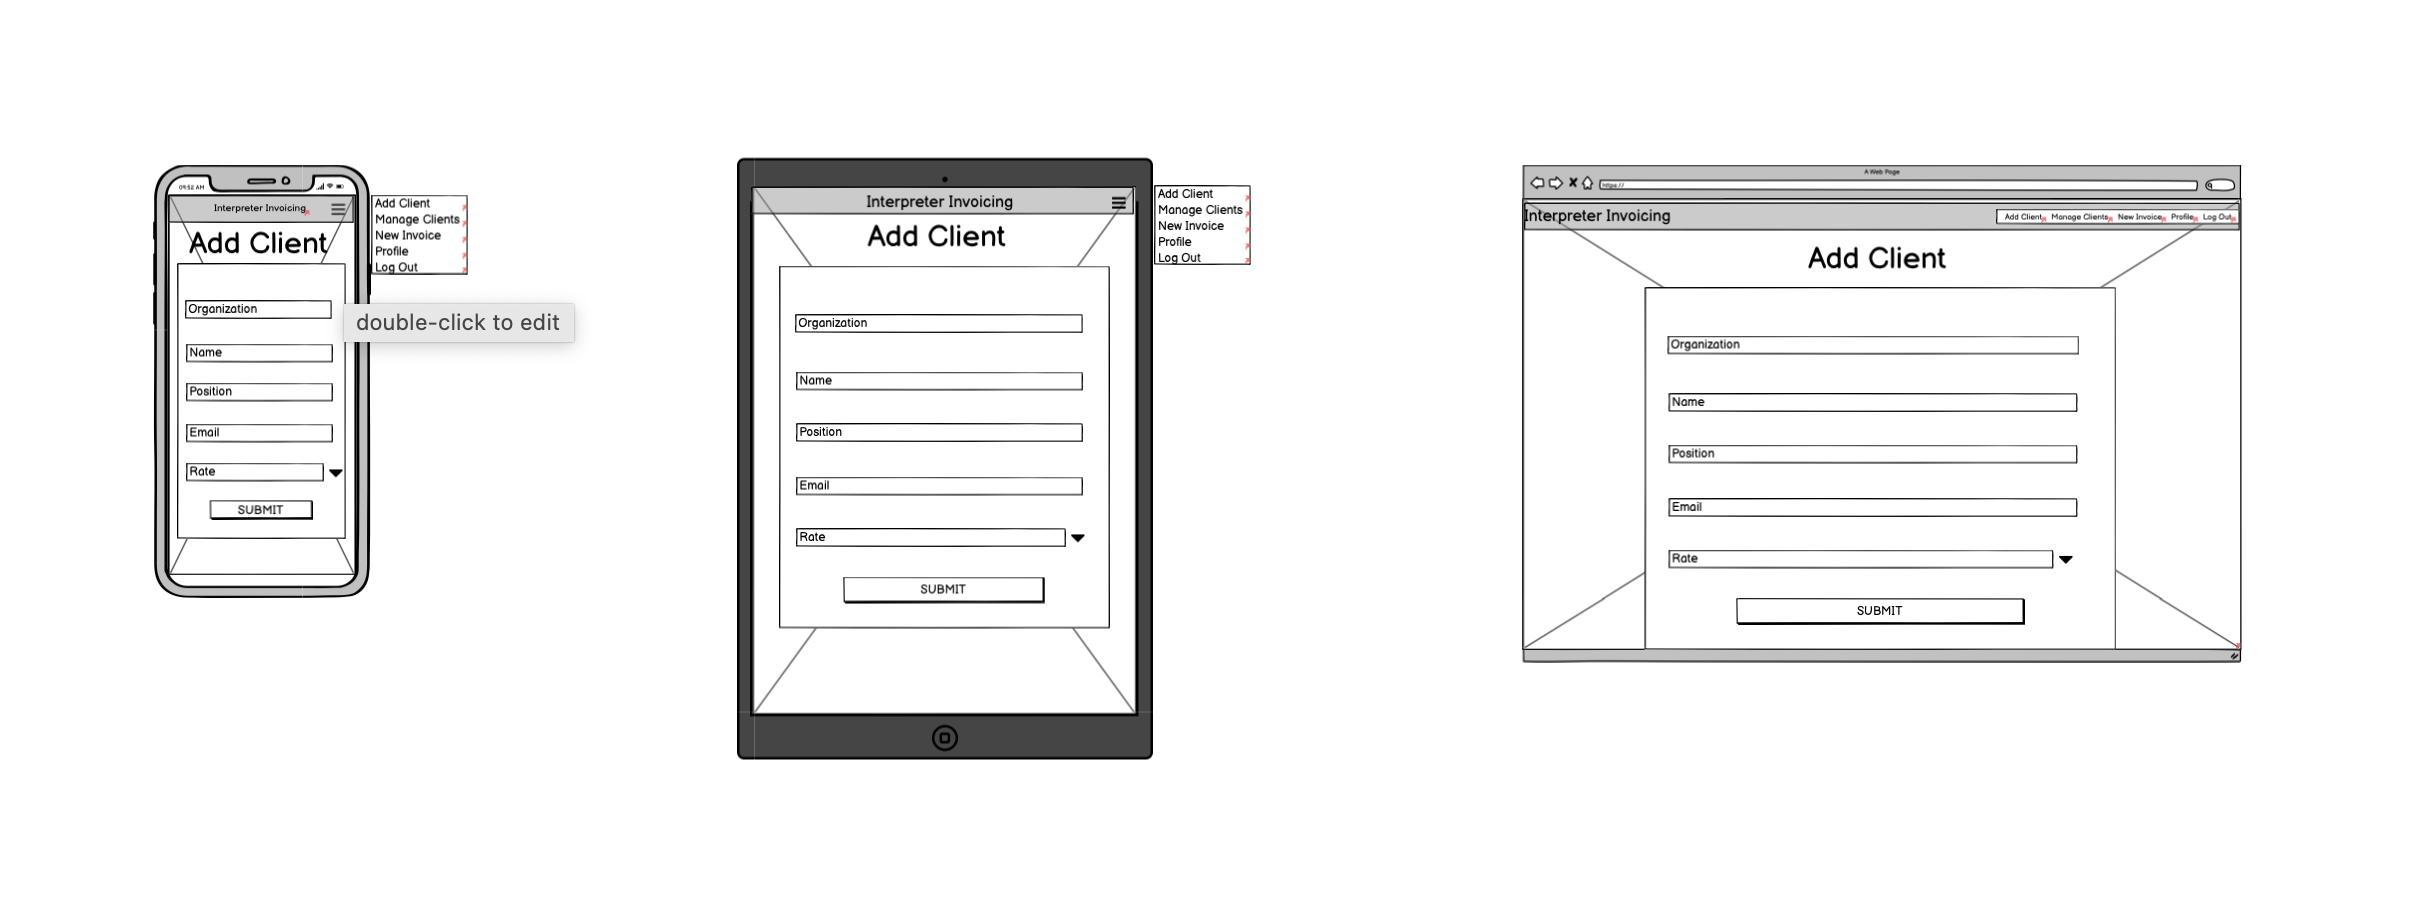 09:52 AM
Interpreter Invoicing
Add Client
Organization
Name
Position
Email
Rate
SUBMIT
Add Client
Manage Clients
New Invoice
Profile
Log Out
double-click to edit
Interpreter Invoicing
Add Client
Organization
Name
Position
Email
Rate
SUBMIT
Add Client
Manage Clients
New Invoice
Profile
Log Out
A Web Page
https://
Interpreter Invoicing
Add Client Manage Clients New Invoice Profile Log Out
Add Client
Organization
Name
Position
Email
Rate
SUBMIT